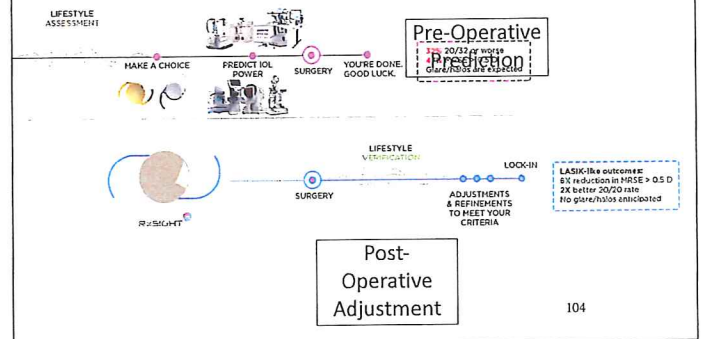 LIFESTYLE
ASSESSMENT
MAKE A CHOICE
PREDICT IOL
POWER
SURGERY
YOU'RE DONE.
GOOD LUCK.
Pre-Operative
Prediction
20/32 or worse
Glare/halos are expected
LIFESTYLE
VERIFICATION
LOCK-IN
SURGERY
ADJUSTMENTS
& REFINEMENTS
TO MEET YOUR
CRITERIA
RxSIGHT
LASIK-like outcomes:
6X reduction in MRSE > 0.5 D
2X better 20/20 rate
No glare/halos anticipated
Post-
Operative
Adjustment
104